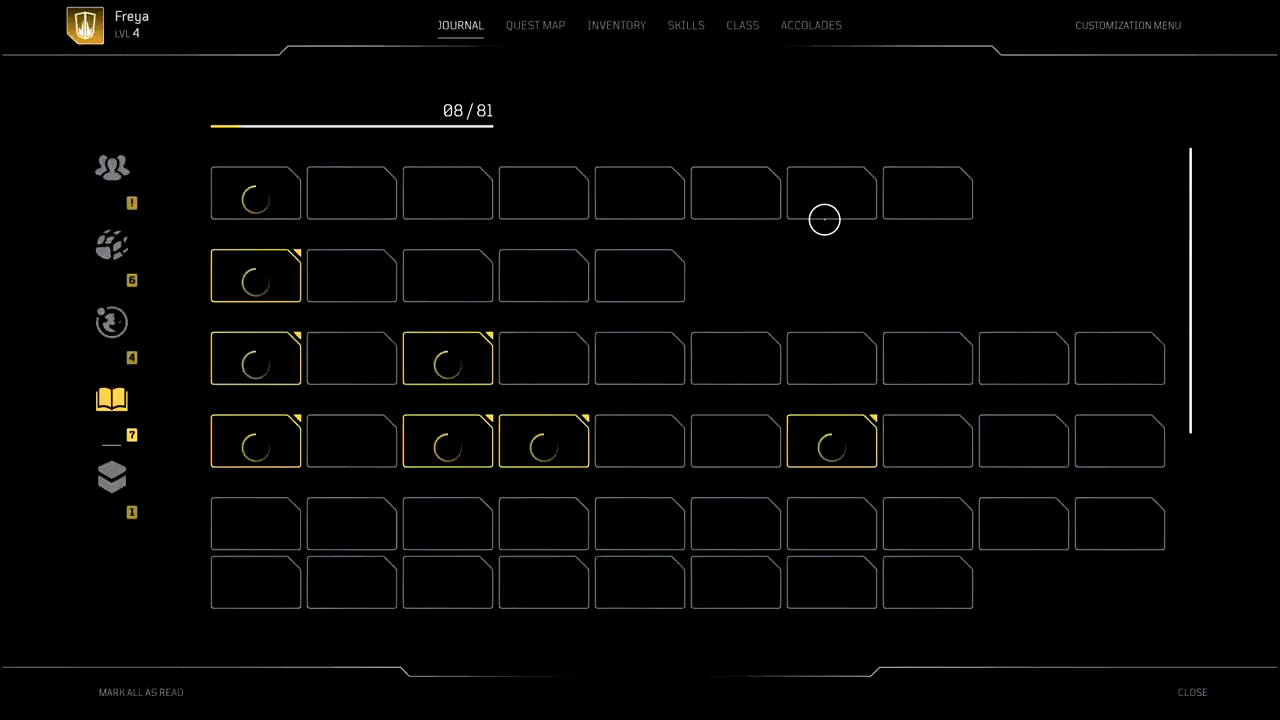 Freya
LVL 4
JOURNAL
QUEST MAP
INVENTORY
SKILLS
CLASS
ACCOLADES
CUSTOMIZATION MENU
08 / 81
!
6
4
7
1
MARK ALL AS READ
CLOSE